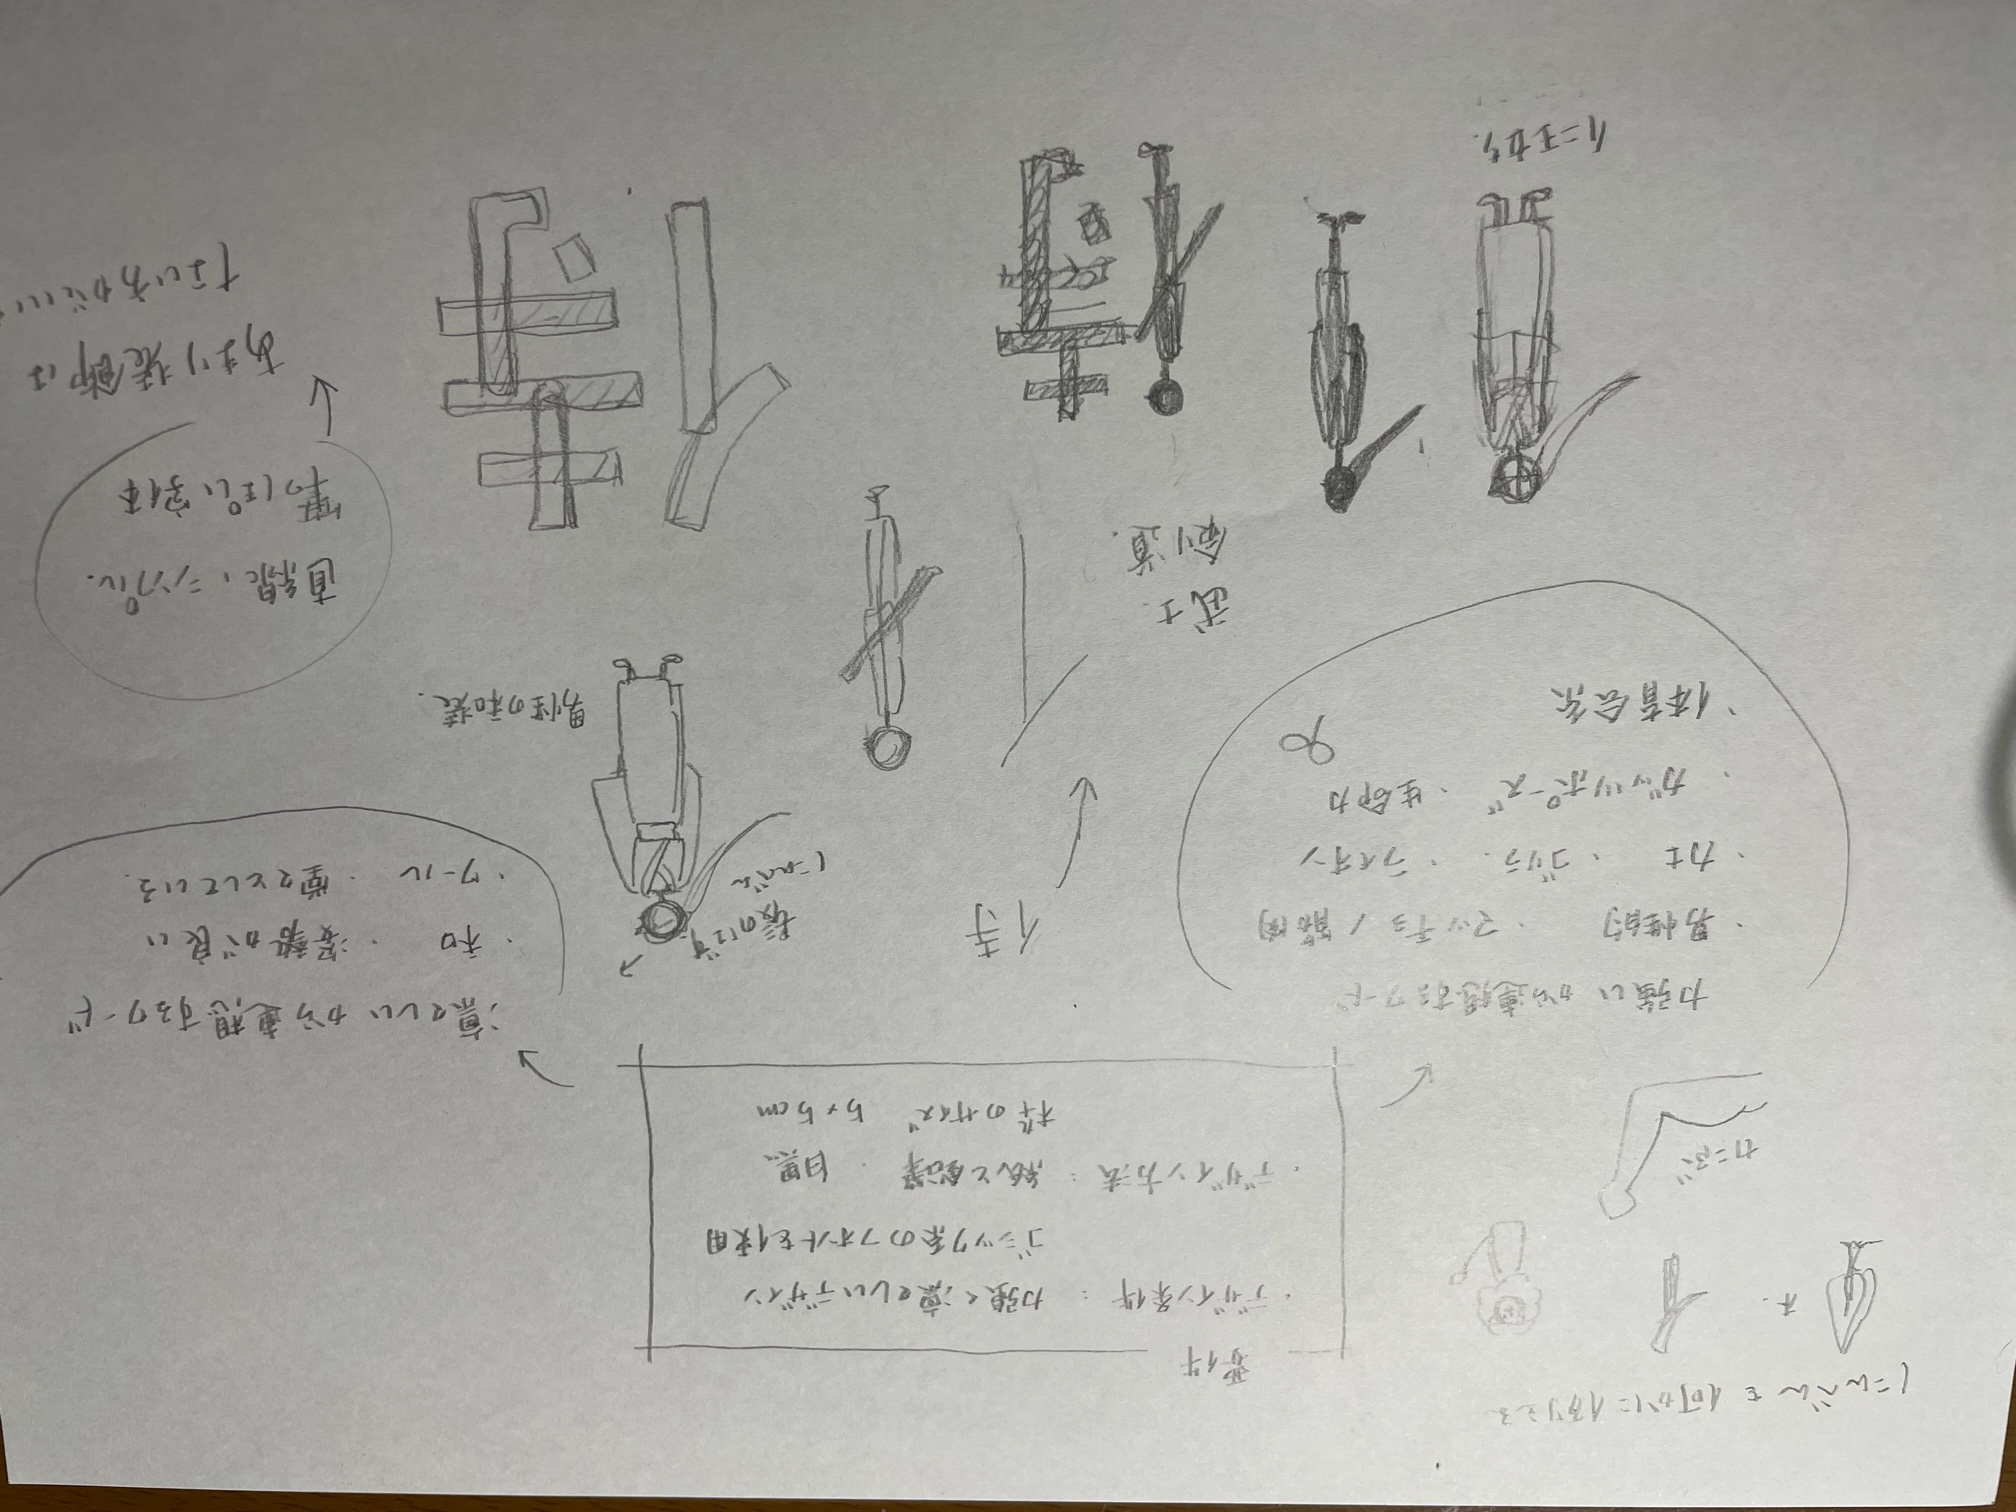 にんべんを何かに例える
木.
力こぶ
要件
・デザイン条件：力強く凛々しいデザイン
ゴシック系のフォントを使用
・デザイン方法：紙と鉛筆・白黒
枠のサイズ 5×5cm
力強いから連想するワード
・男性的 ・マッチョ/筋肉
・力士 ・ゴリラ ・ライオン
・ガッツポーズ ・生命力
・体育会系
凛々しいから連想するワード
・和 ・姿勢が良い
・クール ・堂々としている
侍
髪の
にんべん
男性の和装.
武士.
剣道.
直線,シンプル.
っぽい字体
↓
あまり装飾は
ない方がいい